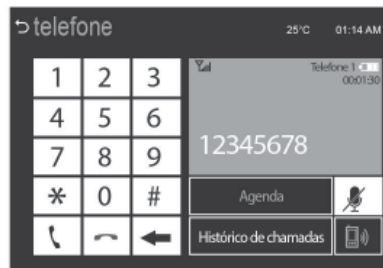 telefone 25°C 01:14 AM
1 2 3
4 5 6
7 8 9
* 0 #
Telefone 1
00:01:30
12345678
Agenda
Histórico de chamadas